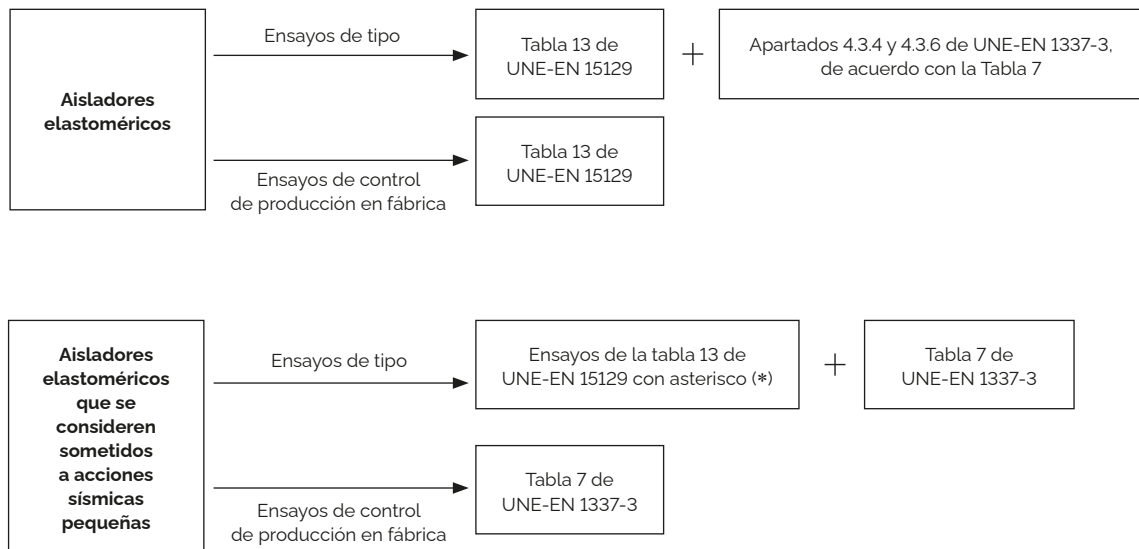 Aisladores
elastoméricos
Ensayos de tipo
Tabla 13 de
UNE-EN 15129
+
Apartados 4.3.4 y 4.3.6 de UNE-EN 1337-3,
de acuerdo con la Tabla 7
Ensayos de control
de producción en fábrica
Tabla 13 de
UNE-EN 15129
Aisladores
elastoméricos
que se
consideren
sometidos
a acciones
sísmicas
pequeñas
Ensayos de tipo
Ensayos de la tabla 13 de
UNE-EN 15129 con asterisco (*)
+
Tabla 7 de
UNE-EN 1337-3
Ensayos de control
de producción en fábrica
Tabla 7 de
UNE-EN 1337-3